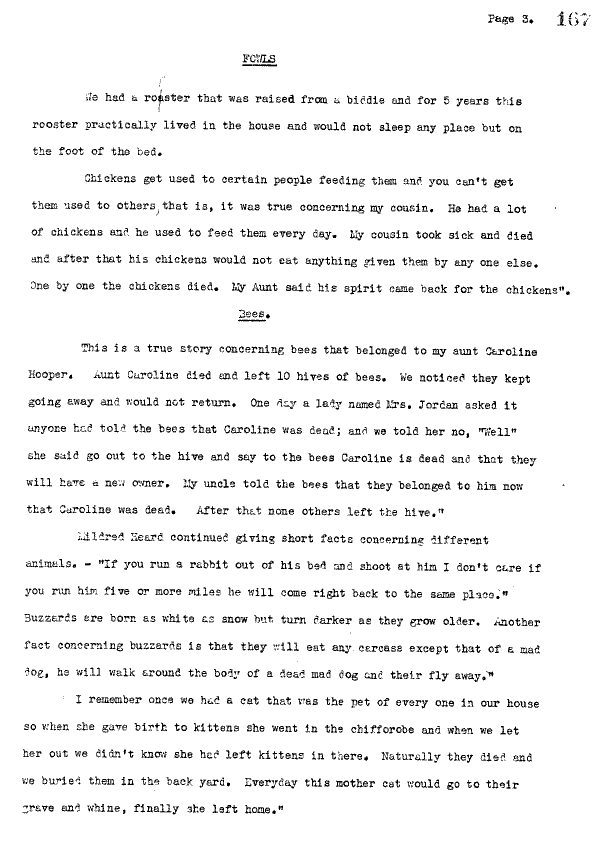 Page 3. 167
FOWLS
We had a rooster that was raised from a biddie and for 5 years this
rooster practically lived in the house and would not sleep any place but on
the foot of the bed.
Chickens get used to certain people feeding them and you can't get
them used to others, that is, it was true concerning my cousin. He had a lot
of chickens and he used to feed them every day. My cousin took sick and died
and after that his chickens would not eat anything given them by any one else.
One by one the chickens died. My Aunt said his spirit came back for the chickens".
Bees.
This is a true story concerning bees that belonged to my aunt Caroline
Hooper. Aunt Caroline died and left 10 hives of bees. We noticed they kept
going away and would not return. One day a lady named Mrs. Jordan asked it
anyone had told the bees that Caroline was dead; and we told her no, "Well"
she said go out to the hive and say to the bees Caroline is dead and that they
will have a new owner. My uncle told the bees that they belonged to him now
that Caroline was dead. After that none others left the hive."
Mildred Heard continued giving short facts concerning different
animals. - "If you run a rabbit out of his bed and shoot at him I don't care if
you run him five or more miles he will come right back to the same place."
Buzzards are born as white as snow but turn darker as they grow older. Another
fact concerning buzzards is that they will eat any carcase except that of a mad
dog, he will walk around the body of a dead mad dog and their fly away."
I remember once we had a cat that was the pet of every one in our house
so when she gave birth to kittens she went in the chifforobe and when we let
her out we didn't know she had left kittens in there. Naturally they died and
we buried them in the back yard. Everyday this mother cat would go to their
grave and whine, finally she left home."